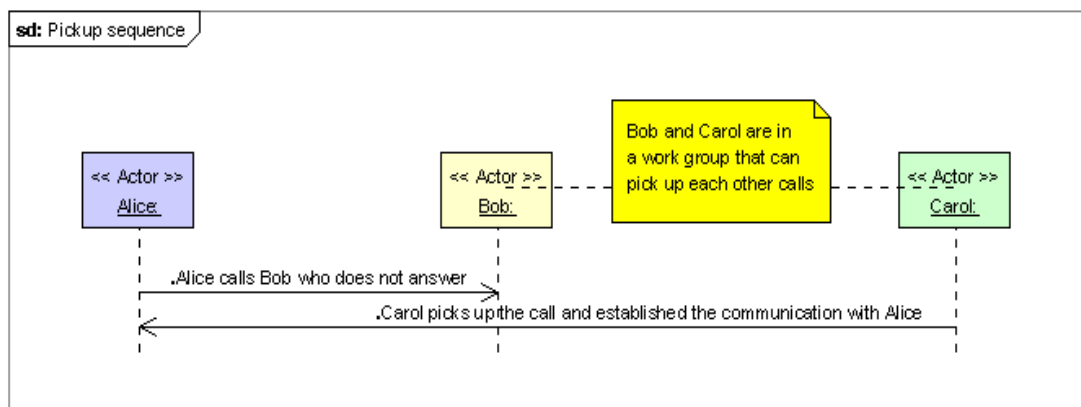 sd: Pickup sequence
Bob and Carol are in
a work group that can
pick up each other calls
<< Actor >>
Alice:
<< Actor >>
Bob:
<< Actor >>
Carol:
.Alice calls Bob who does not answer
.Carol picks up the call and established the communication with Alice